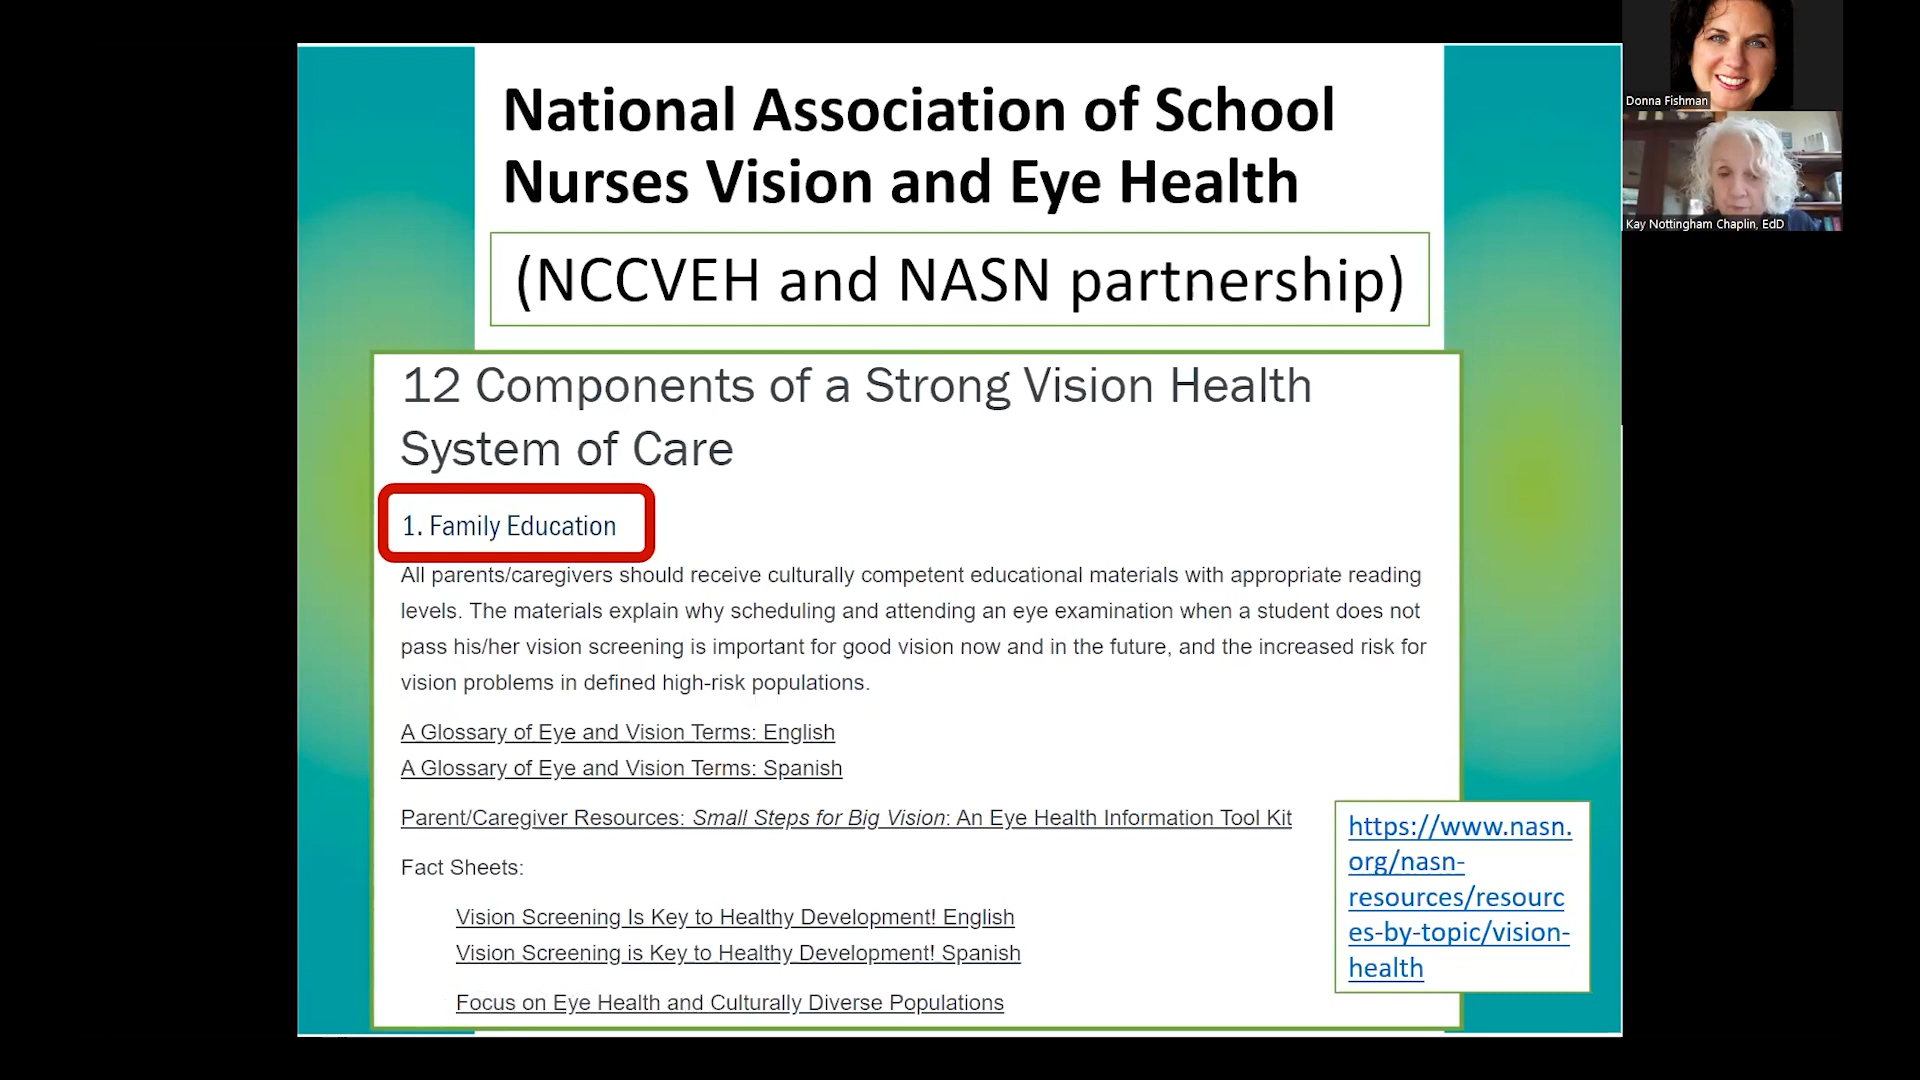 National Association of School
Nurses Vision and Eye Health
(NCCVEH and NASN partnership)
12 Components of a Strong Vision Health
System of Care
1. Family Education
All parents/caregivers should receive culturally competent educational materials with appropriate reading
levels. The materials explain why scheduling and attending an eye examination when a student does not
pass his/her vision screening is important for good vision now and in the future, and the increased risk for
vision problems in defined high-risk populations.
A Glossary of Eye and Vision Terms: English
A Glossary of Eye and Vision Terms: Spanish
Parent/Caregiver Resources: Small Steps for Big Vision: An Eye Health Information Tool Kit
Fact Sheets:
Vision Screening Is Key to Healthy Development! English
Vision Screening is Key to Healthy Development! Spanish
Focus on Eye Health and Culturally Diverse Populations
https://www.nasn.
org/nasn-
resources/resourc
es-by-topic/vision-
health
Donna Fishman
Kay Nottingham Chaplin, EdD